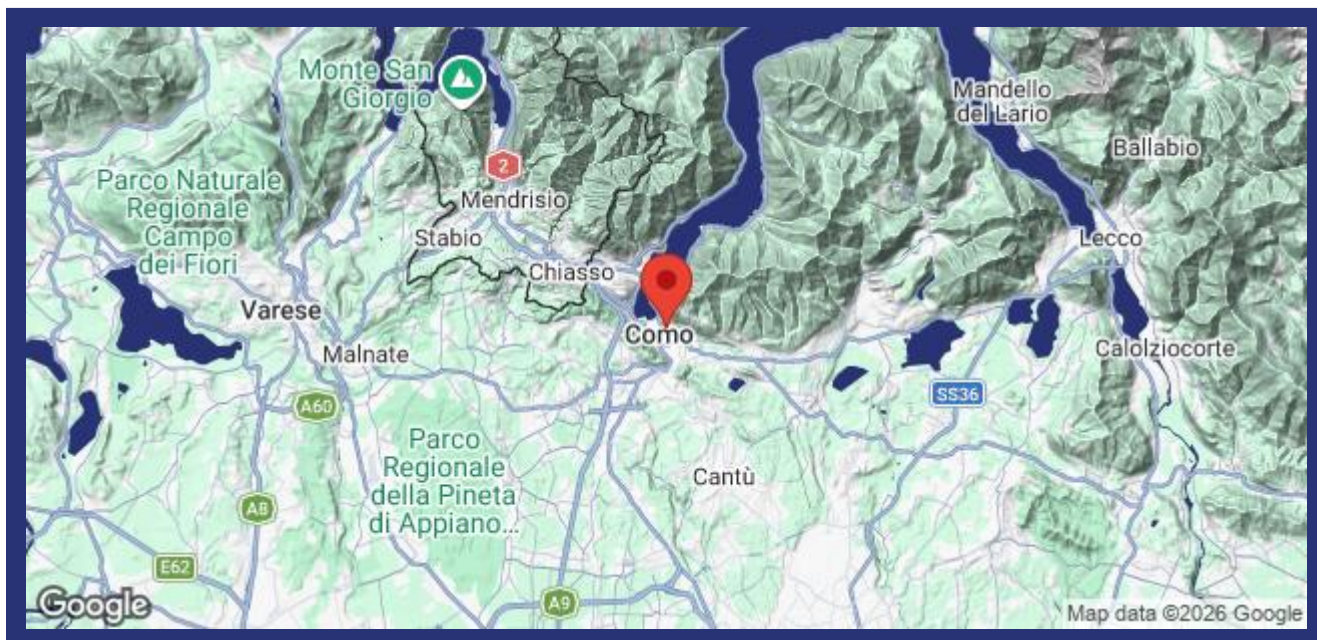 Monte San
Giorgio
Mandello
del Lario
Ballabio
2
Parco Naturale
Regionale
Campo
dei Fiori
Mendrisio
Stabio
Lecco
Chiasso
Varese
Como
Malnate
Calolziocorte
SS36
A60
Parco
Regionale
della Pineta
di Appiano...
Cantù
A8
E62
A9
Google
Map data ©2026 Google